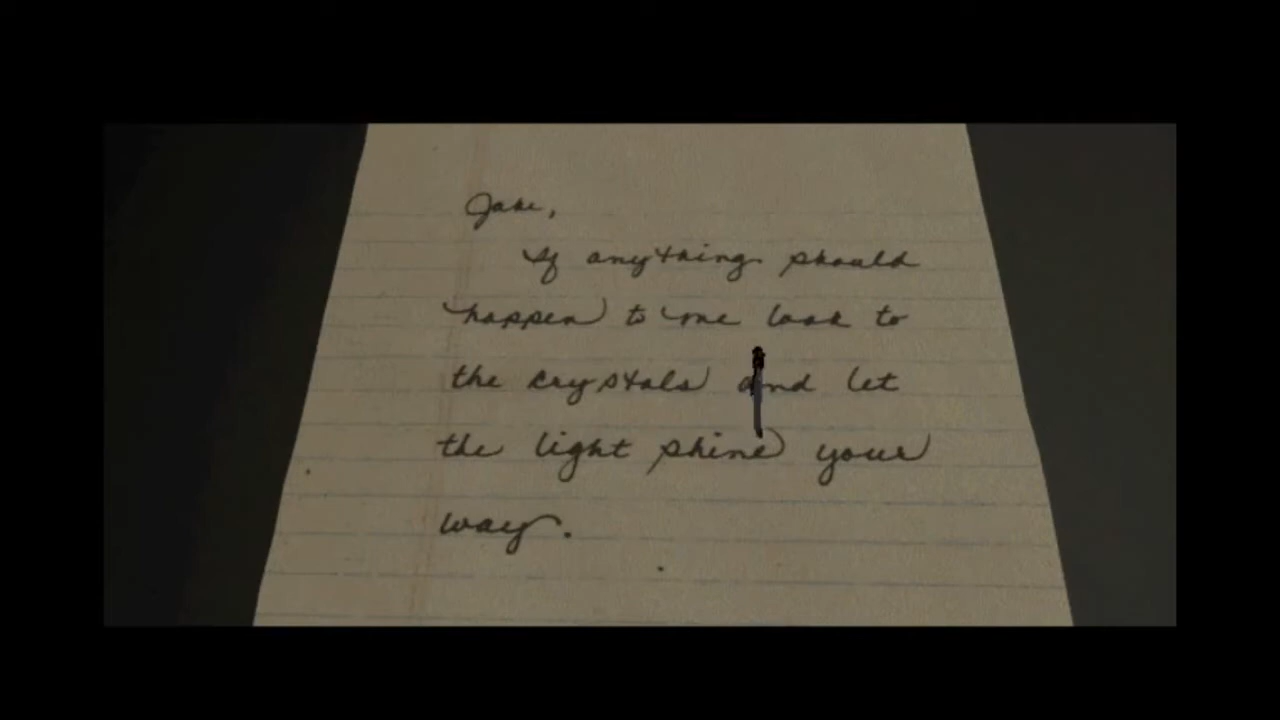 Jake,
If anything should
happen to me look to
the crystals and let
the light shine your
way.